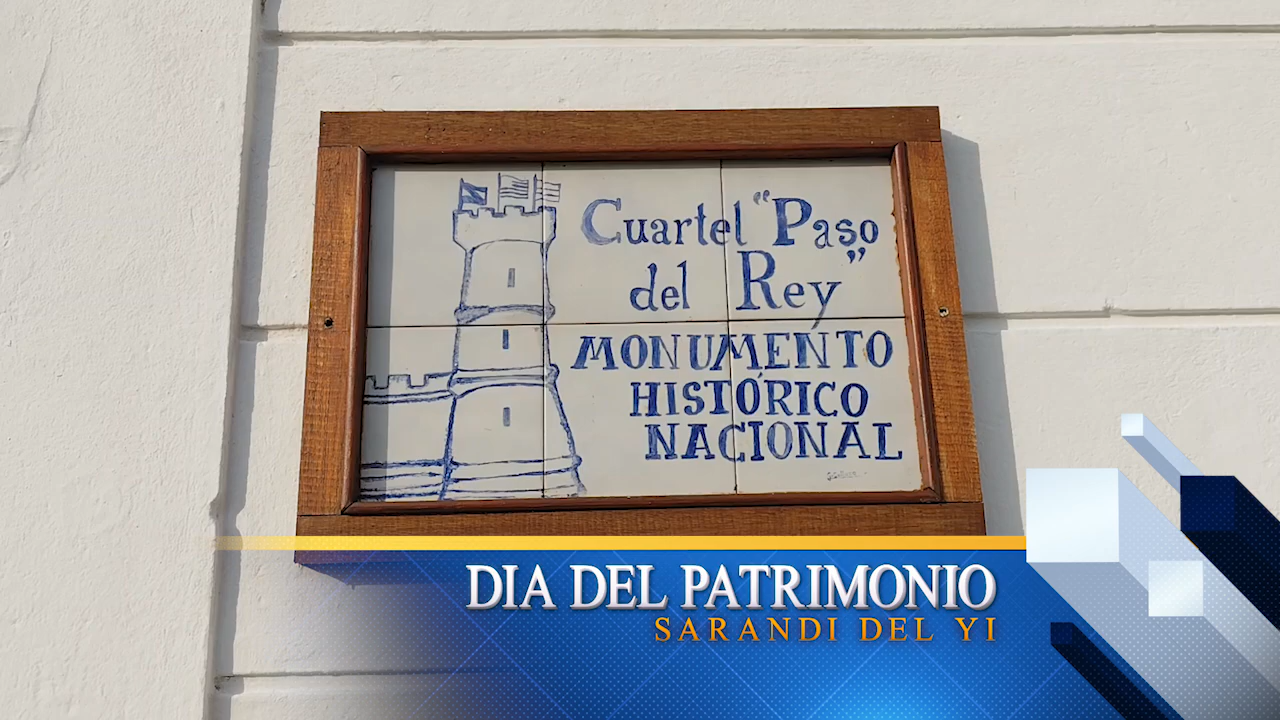 Cuartel "Paso
del Rey"
MONUMENTO
HISTÓRICO
NACIONAL
DIA DEL PATRIMONIO
SARANDI DEL YI